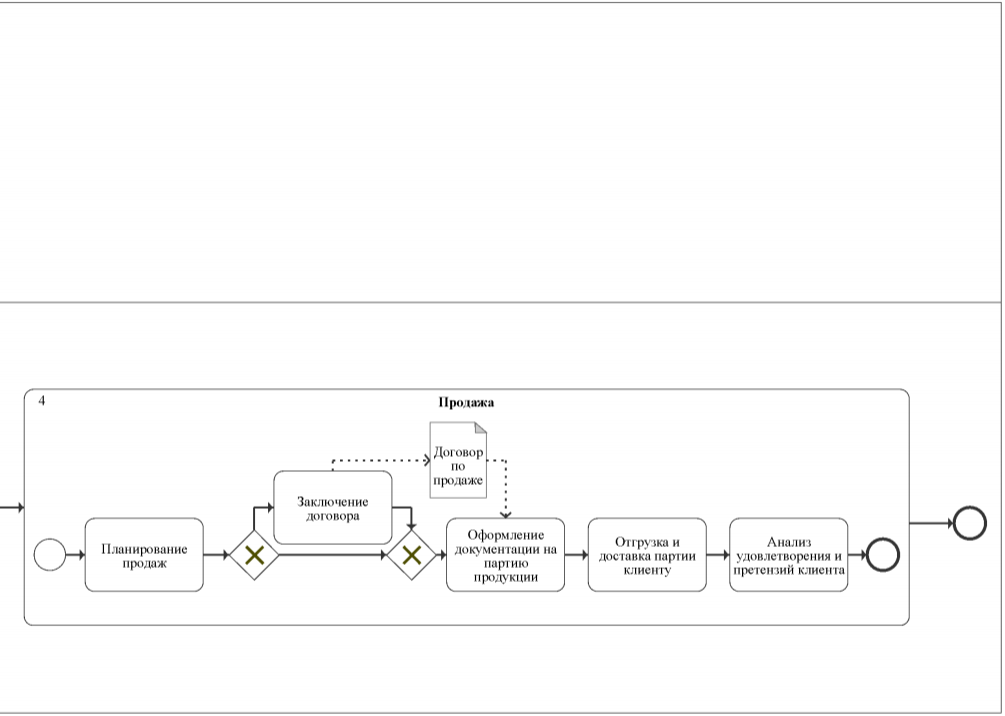 4
Продажа
Договор
по
продаже
Заключение
договора
Планирование
продаж
Оформление
документации на
партию
продукции
Отгрузка и
доставка партии
клиенту
Анализ
удовлетворения и
претензий клиента